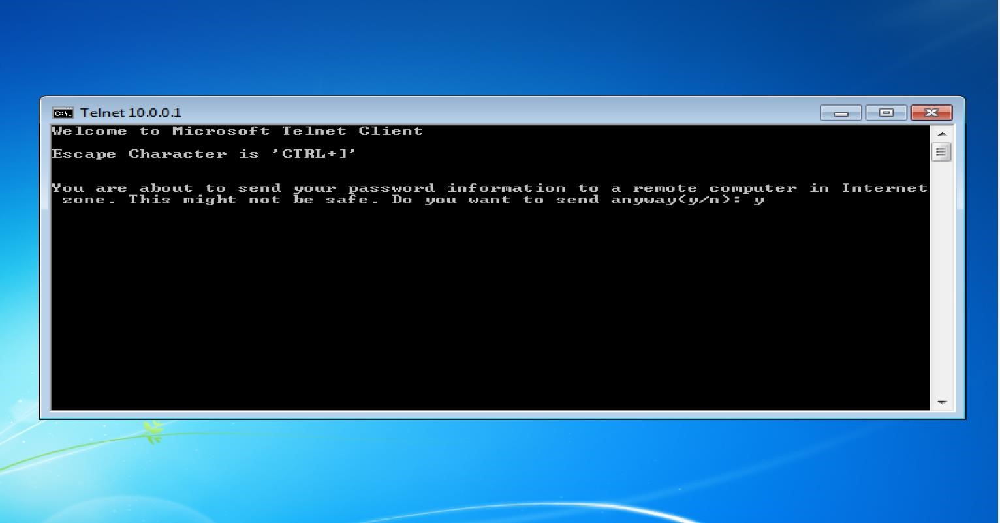 Telnet 10.0.0.1
Welcome to Microsoft Telnet Client
Escape Character is 'CTRL+]'
You are about to send your password information to a remote computer in Internet
zone. This might not be safe. Do you want to send anyway(y/n): y